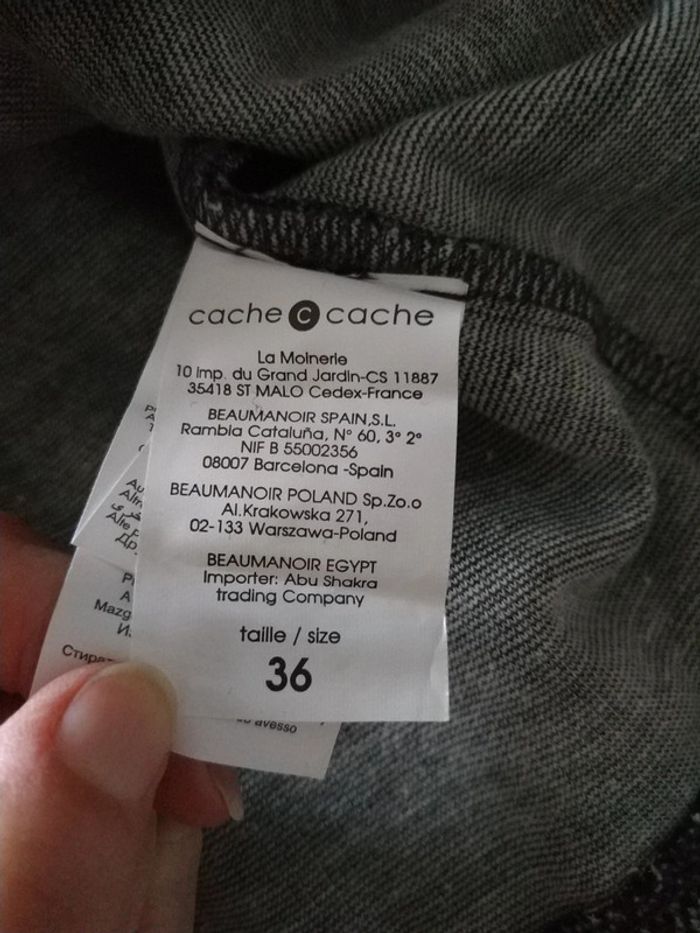 cache c cache
La Moinerie
10 Imp. du Grand Jardin-CS 11887
35418 ST MALO Cedex-France
BEAUMANOIR SPAIN,S.L.
Rambla Cataluña, N° 60, 3° 2°
NIF B 55002356
08007 Barcelona -Spain
BEAUMANOIR POLAND Sp.Zo.o
Al.Krakowska 271,
02-133 Warszawa-Poland
BEAUMANOIR EGYPT
Importer: Abu Shakra
trading Company
taille / size
36
avesso